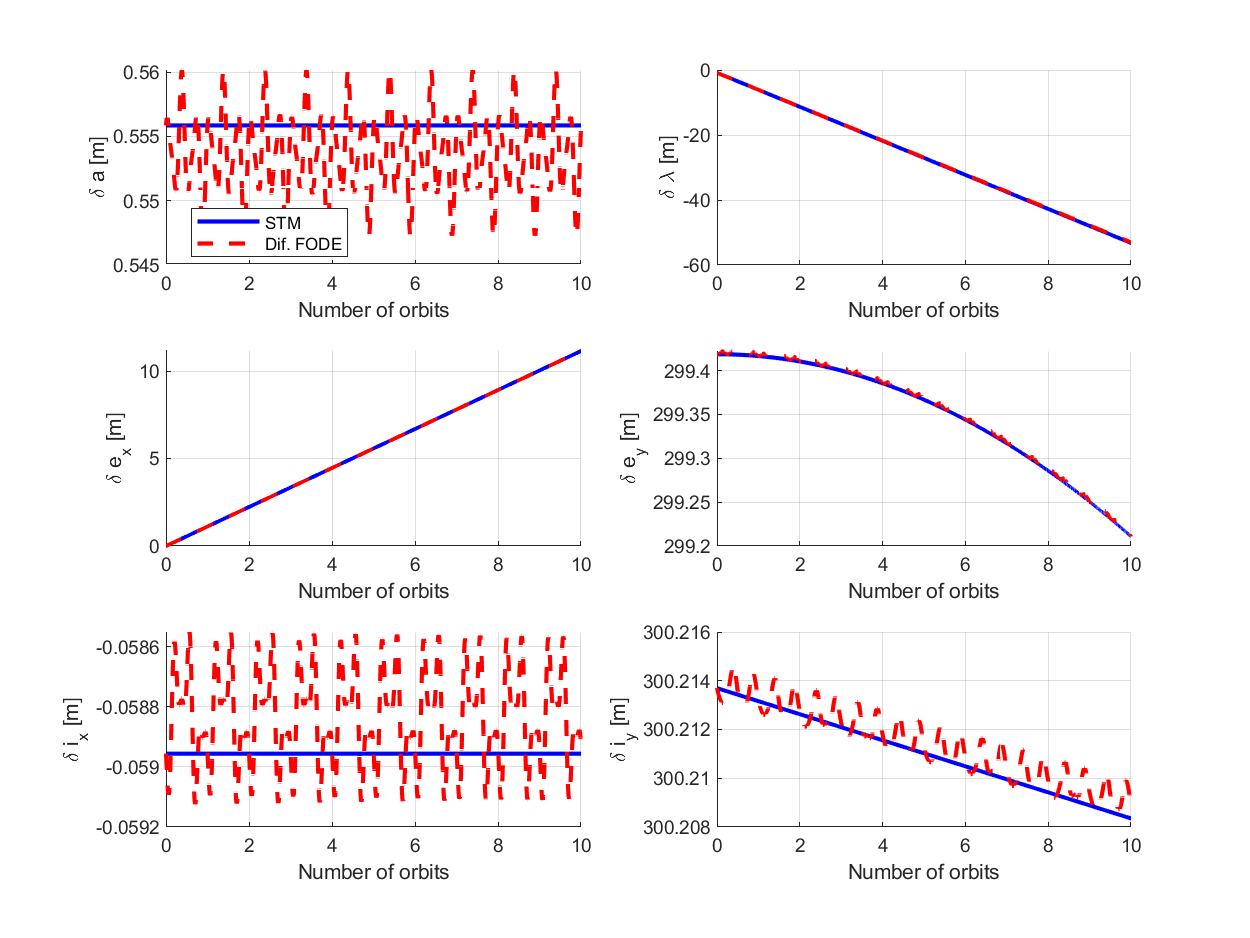 0.56
0.555
0.55
0.545
δ a [m]
STM
Dif. FODE
0 2 4 6 8 10
Number of orbits
0
-20
-40
-60
δ λ [m]
0 2 4 6 8 10
Number of orbits
10
5
0
δ e_x [m]
0 2 4 6 8 10
Number of orbits
299.4
299.35
299.3
299.25
299.2
δ e_y [m]
0 2 4 6 8 10
Number of orbits
-0.0586
-0.0588
-0.059
-0.0592
δ i_x [m]
0 2 4 6 8 10
Number of orbits
300.216
300.214
300.212
300.21
300.208
δ i_y [m]
0 2 4 6 8 10
Number of orbits